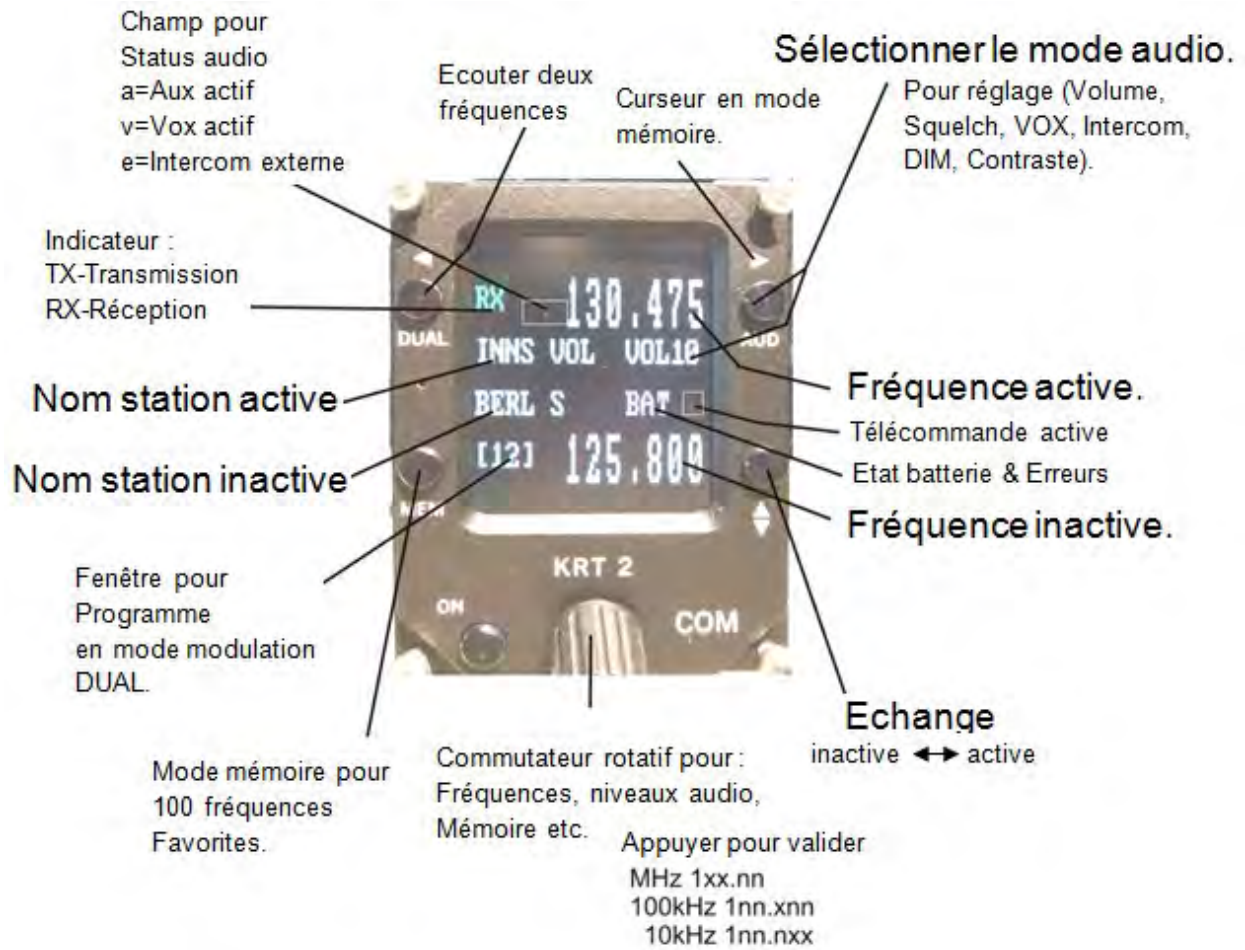 Champ pour
Status audio
a=Aux actif
v=Vox actif
e=Intercom externe
Ecouter deux
fréquences
Curseur en mode
mémoire.
Sélectionner le mode audio.
Pour réglage (Volume,
Squelch, VOX, Intercom,
DIM, Contraste).
Indicateur :
TX-Transmission
RX-Réception
Nom station active
Nom station inactive
Fenêtre pour
Programme
en mode modulation
DUAL.
Mode mémoire pour
100 fréquences
Favorites.
RX 130.475
DUAL
AUD
INNS VOL VOL10
BERL S BAT
[12] 125.800
MEM
KRT 2
ON
COM
Fréquence active.
Télécommande active
Etat batterie & Erreurs
Fréquence inactive.
Echange
inactive ◄► active
Commutateur rotatif pour :
Fréquences, niveaux audio,
Mémoire etc.
Appuyer pour valider
MHz 1xx.nn
100kHz 1nn.xnn
10kHz 1nn.nxx